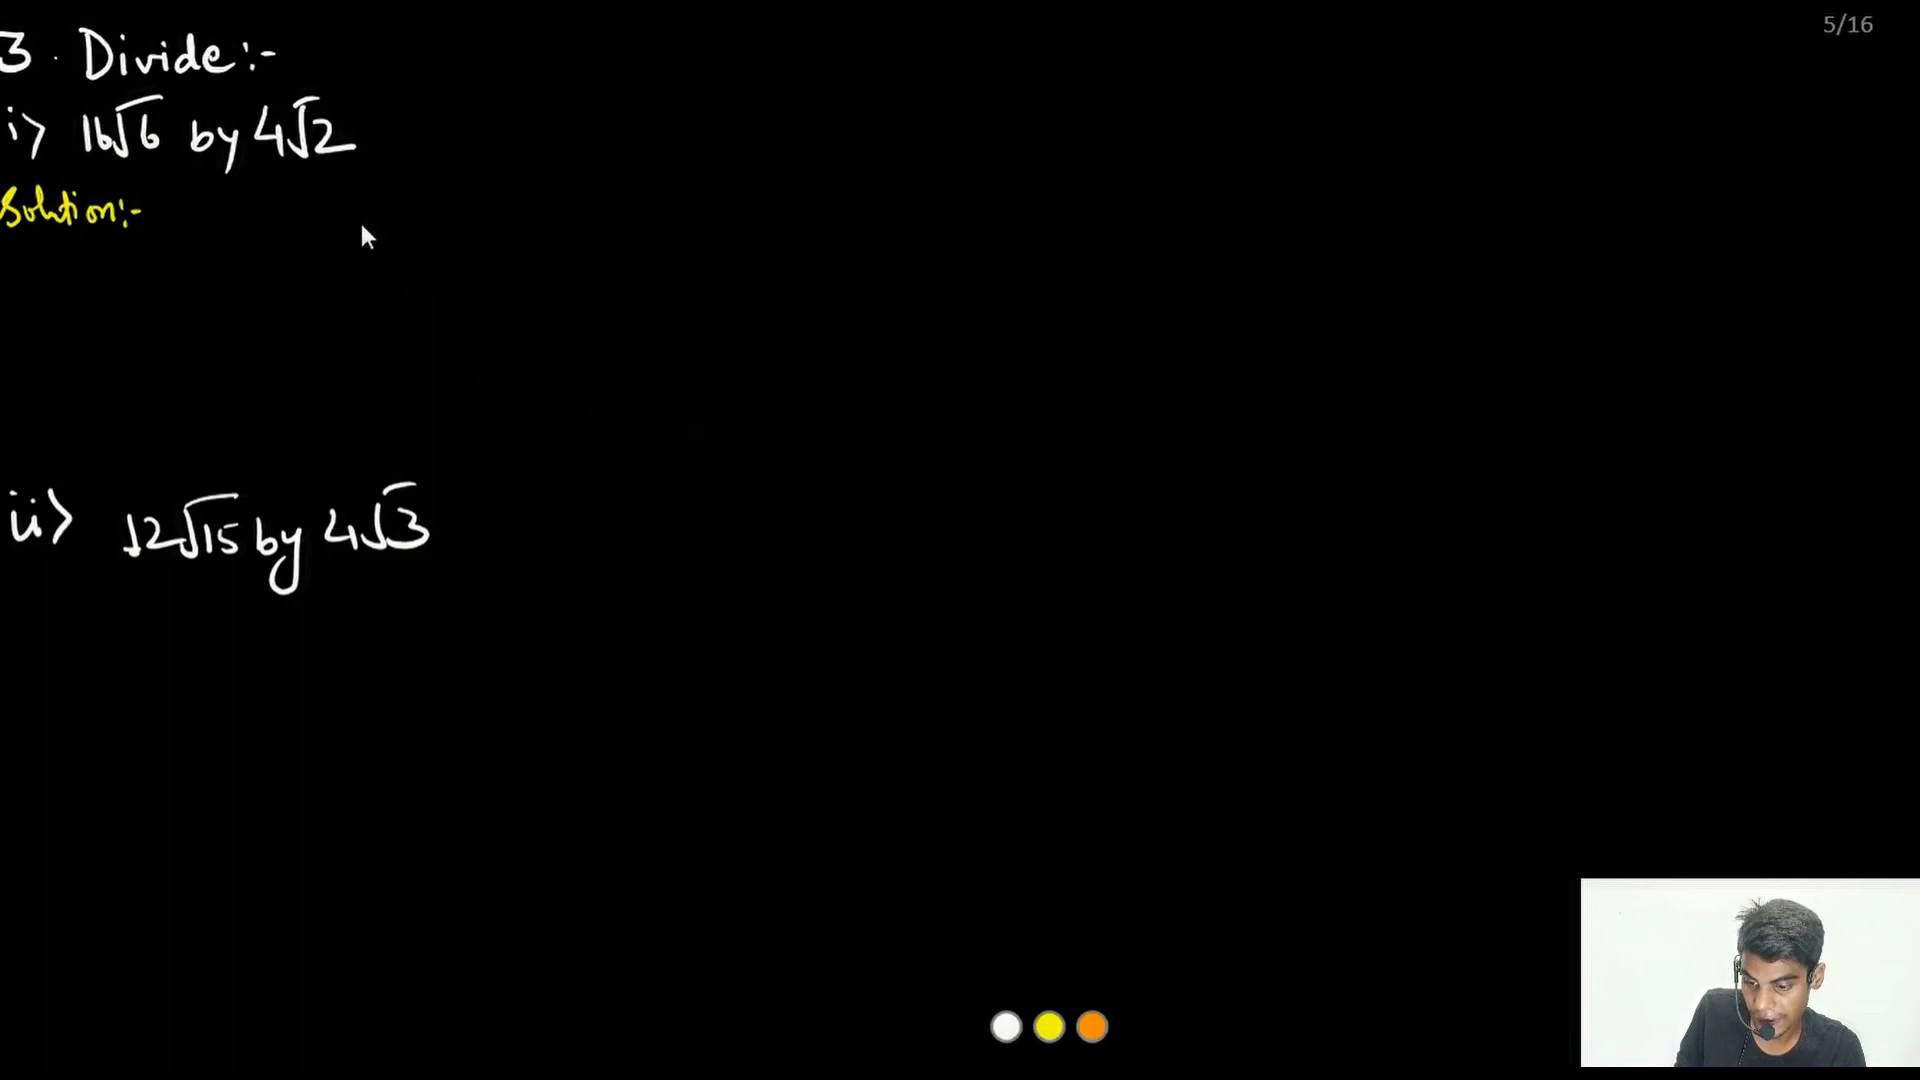 5/16
3. Divide:-
i> 16√6 by 4√2
Solution:-
ii> 12√15 by 4√3